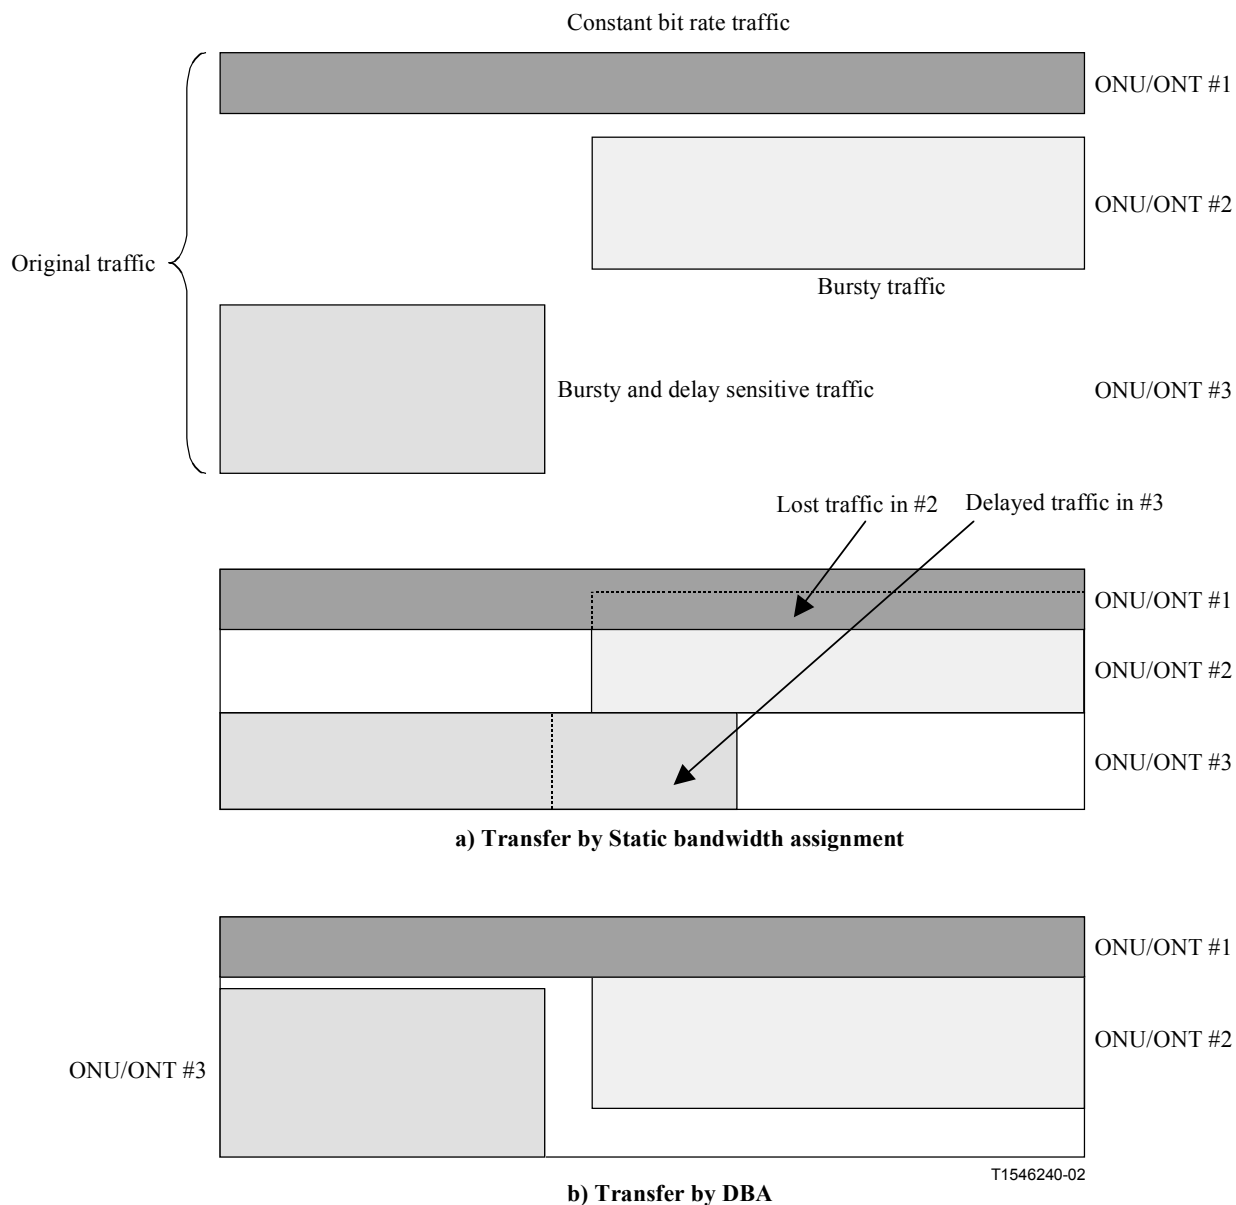 Constant bit rate traffic
ONU/ONT #1
ONU/ONT #2
Original traffic
Bursty traffic
Bursty and delay sensitive traffic
ONU/ONT #3
Lost traffic in #2
Delayed traffic in #3
ONU/ONT #1
ONU/ONT #2
ONU/ONT #3
a) Transfer by Static bandwidth assignment
ONU/ONT #1
ONU/ONT #2
ONU/ONT #3
T1546240-02
b) Transfer by DBA